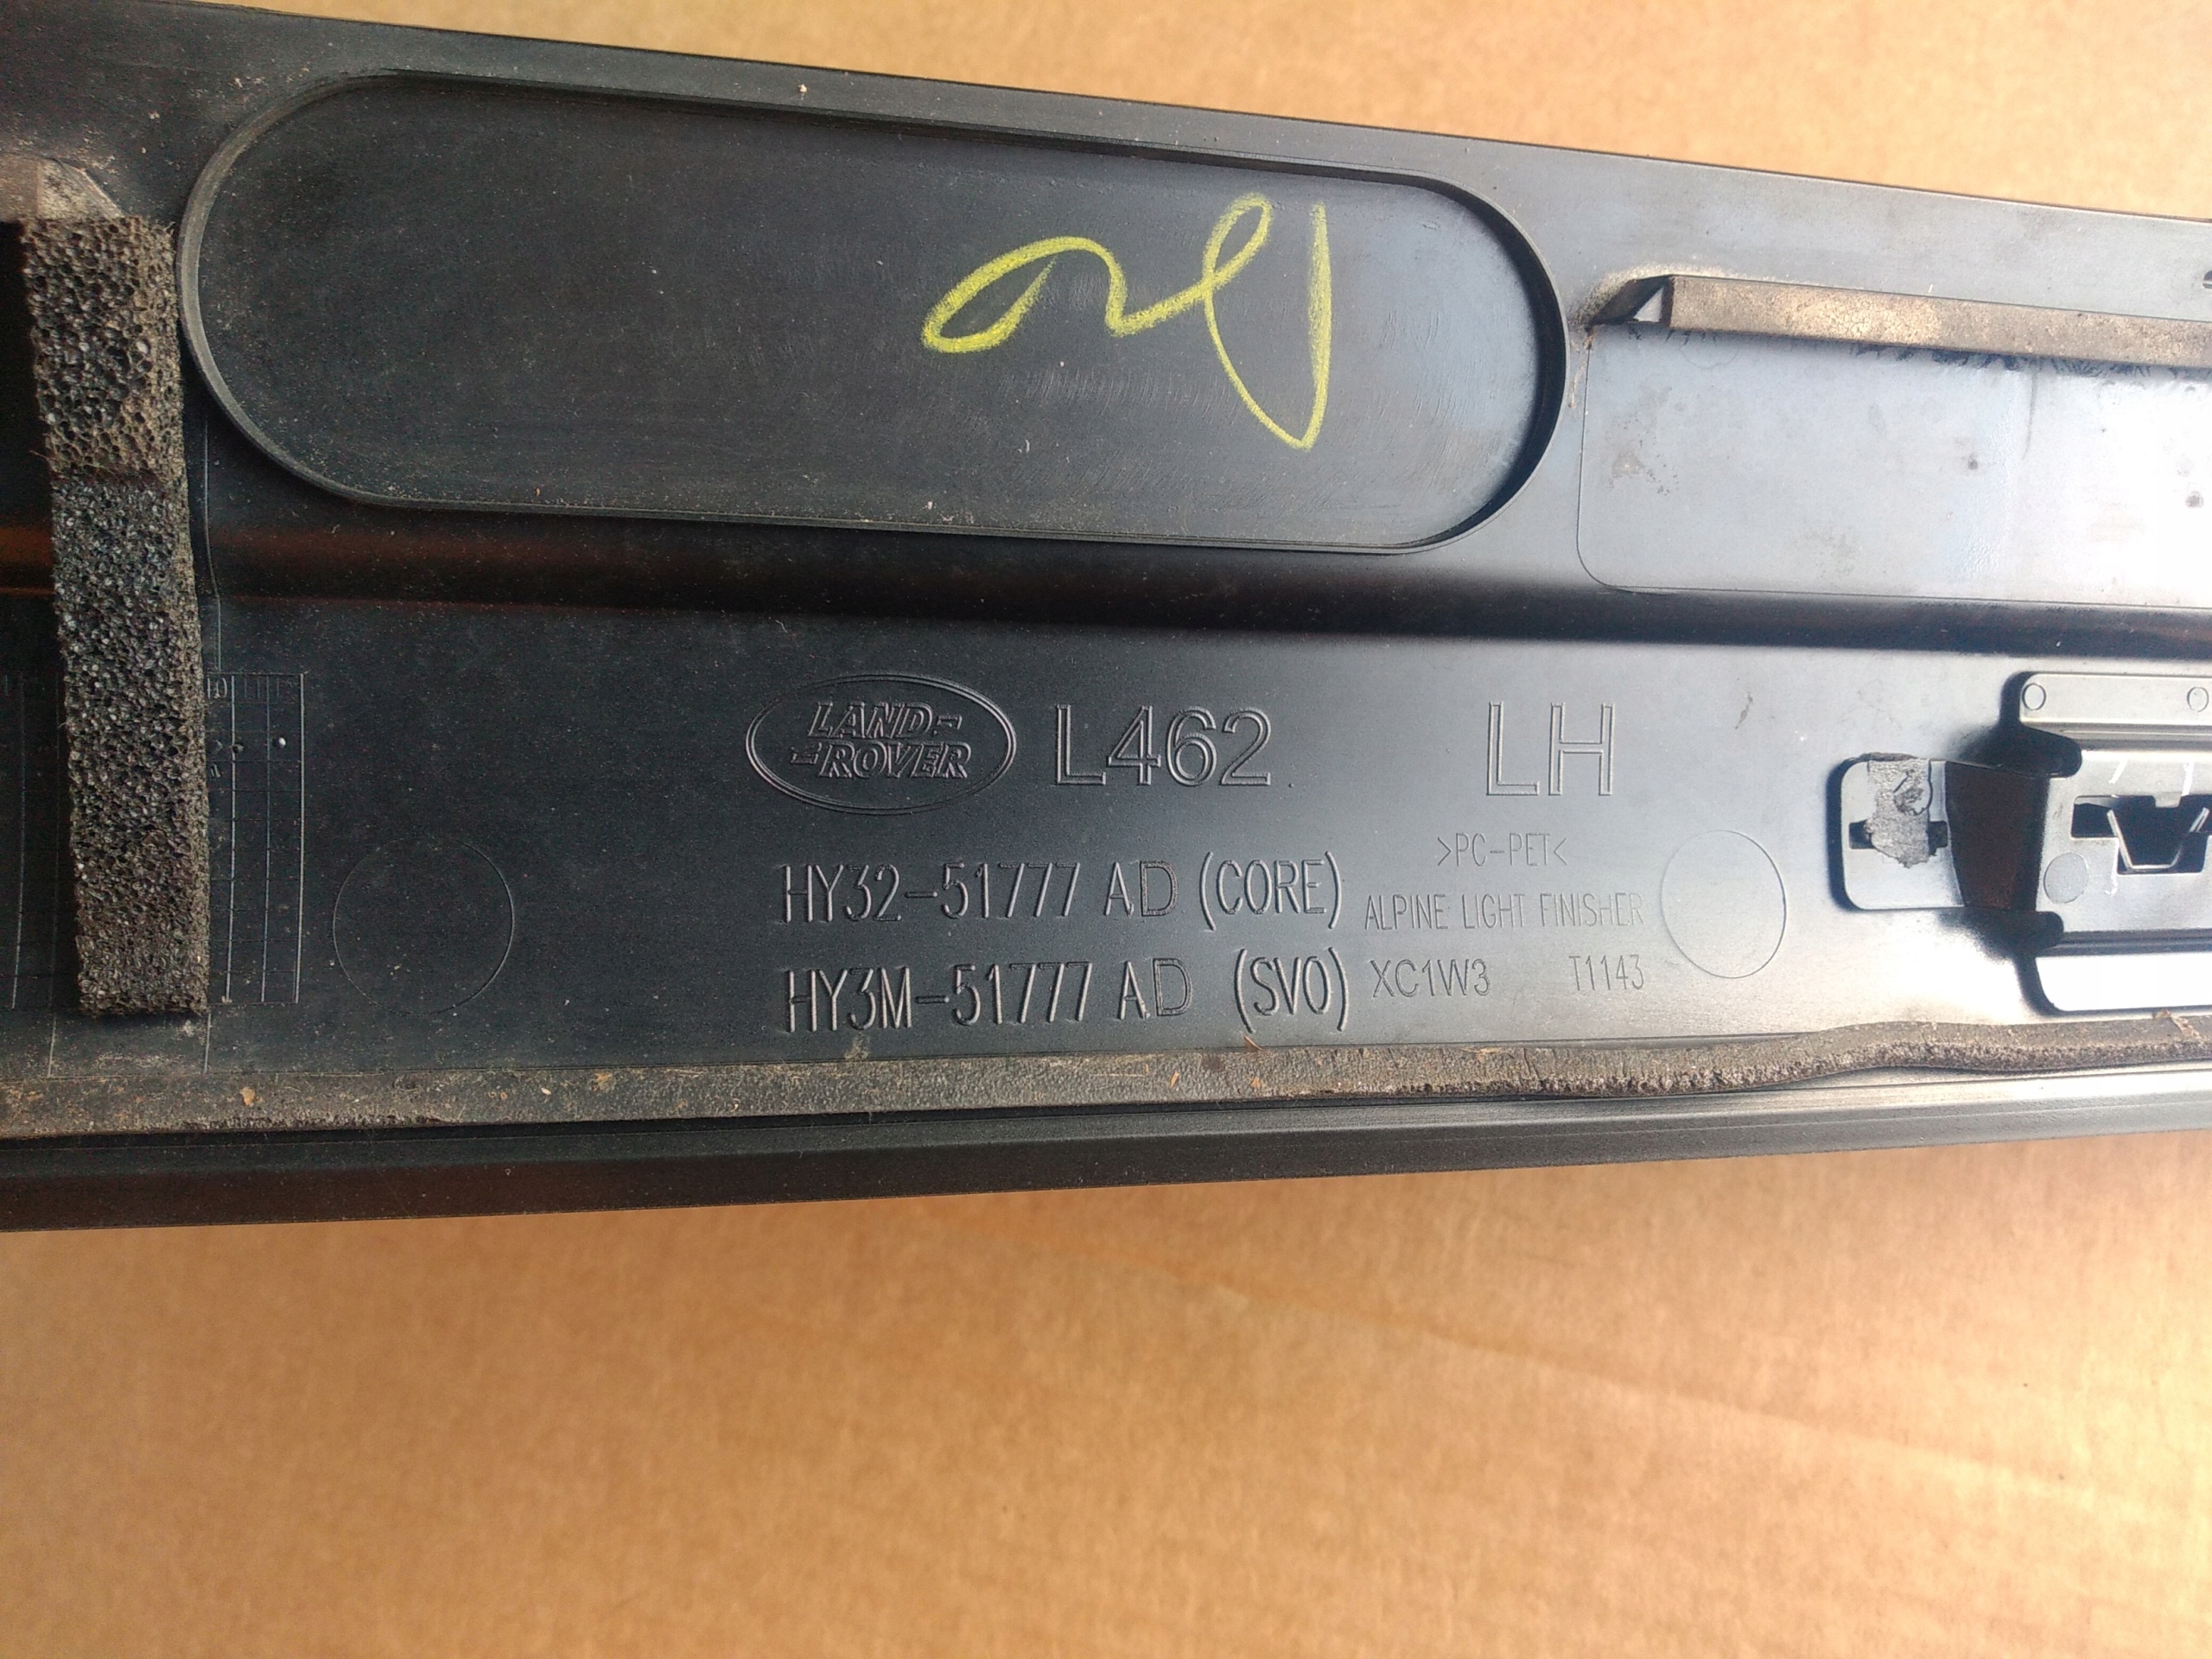 LAND-
-ROVER
L462 LH
>PC-PET<
HY32-51777 AD (CORE) ALPINE LIGHT FINISHER
HY3M-51777 AD (SVO) XC1W3 T1143